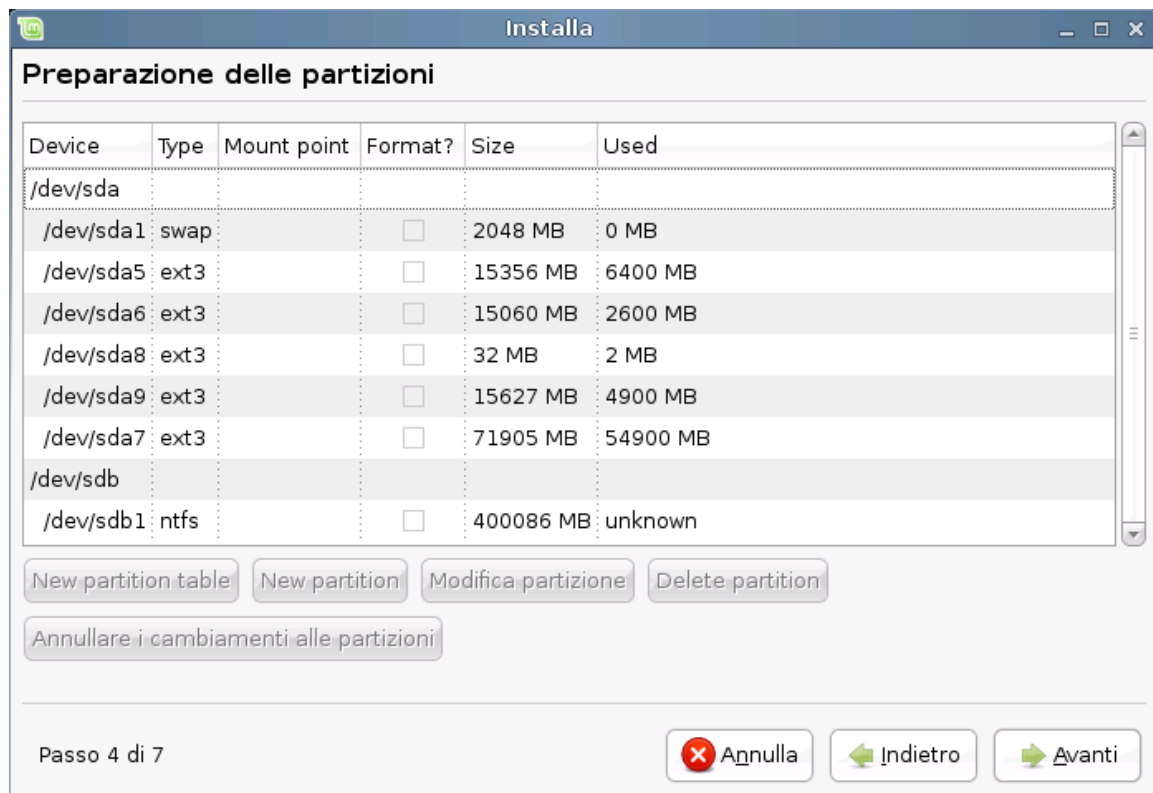 Installa
Preparazione delle partizioni
Device Type Mount point Format? Size Used
/dev/sda
/dev/sda1 swap 2048 MB 0 MB
/dev/sda5 ext3 15356 MB 6400 MB
/dev/sda6 ext3 15060 MB 2600 MB
/dev/sda8 ext3 32 MB 2 MB
/dev/sda9 ext3 15627 MB 4900 MB
/dev/sda7 ext3 71905 MB 54900 MB
/dev/sdb
/dev/sdb1 ntfs 400086 MB unknown
New partition table New partition Modifica partizione Delete partition
Annullare i cambiamenti alle partizioni
Passo 4 di 7 Annulla Indietro Avanti